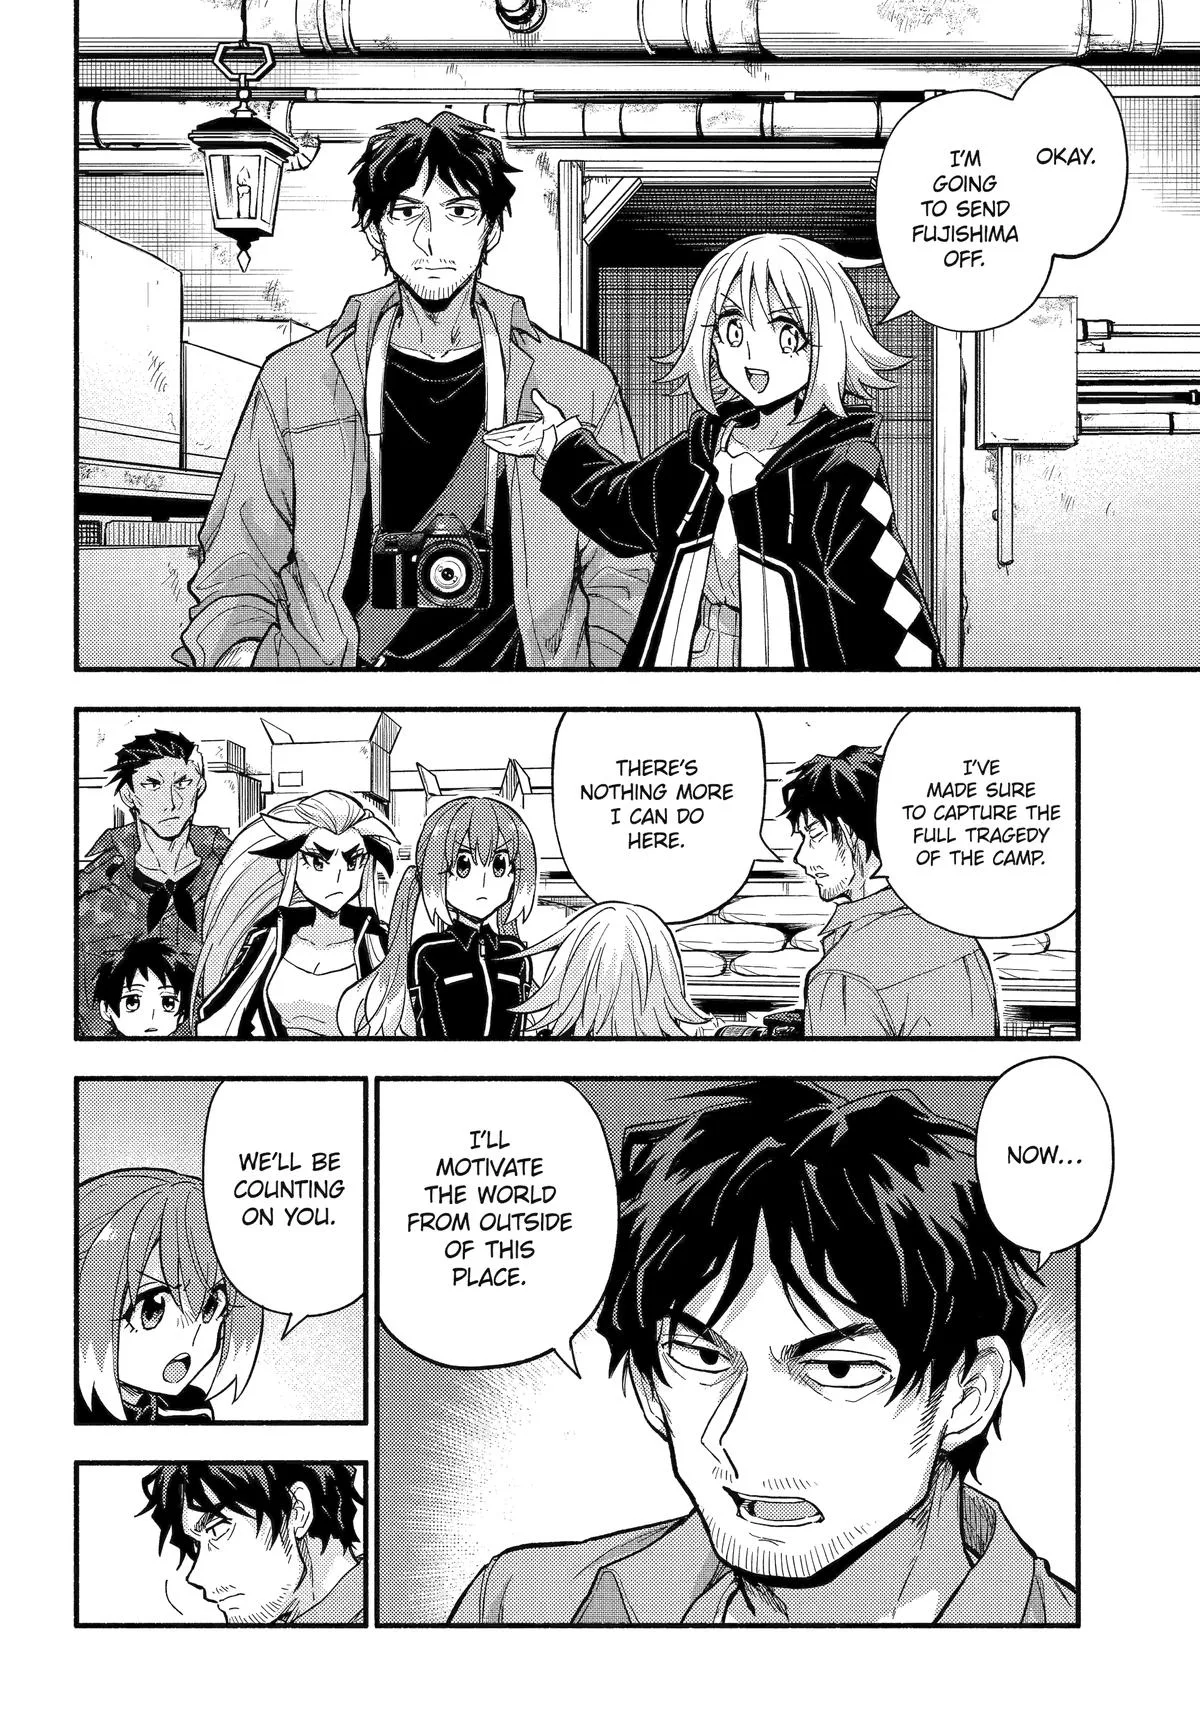 OKAY.
I'M
GOING
TO SEND
FUJISHIMA
OFF.
I'VE
MADE SURE
TO CAPTURE THE
FULL TRAGEDY
OF THE CAMP.
THERE'S
NOTHING MORE
I CAN DO
HERE.
NOW...
I'LL
MOTIVATE
THE WORLD
FROM OUTSIDE
OF THIS
PLACE.
WE'LL BE
COUNTING
ON YOU.